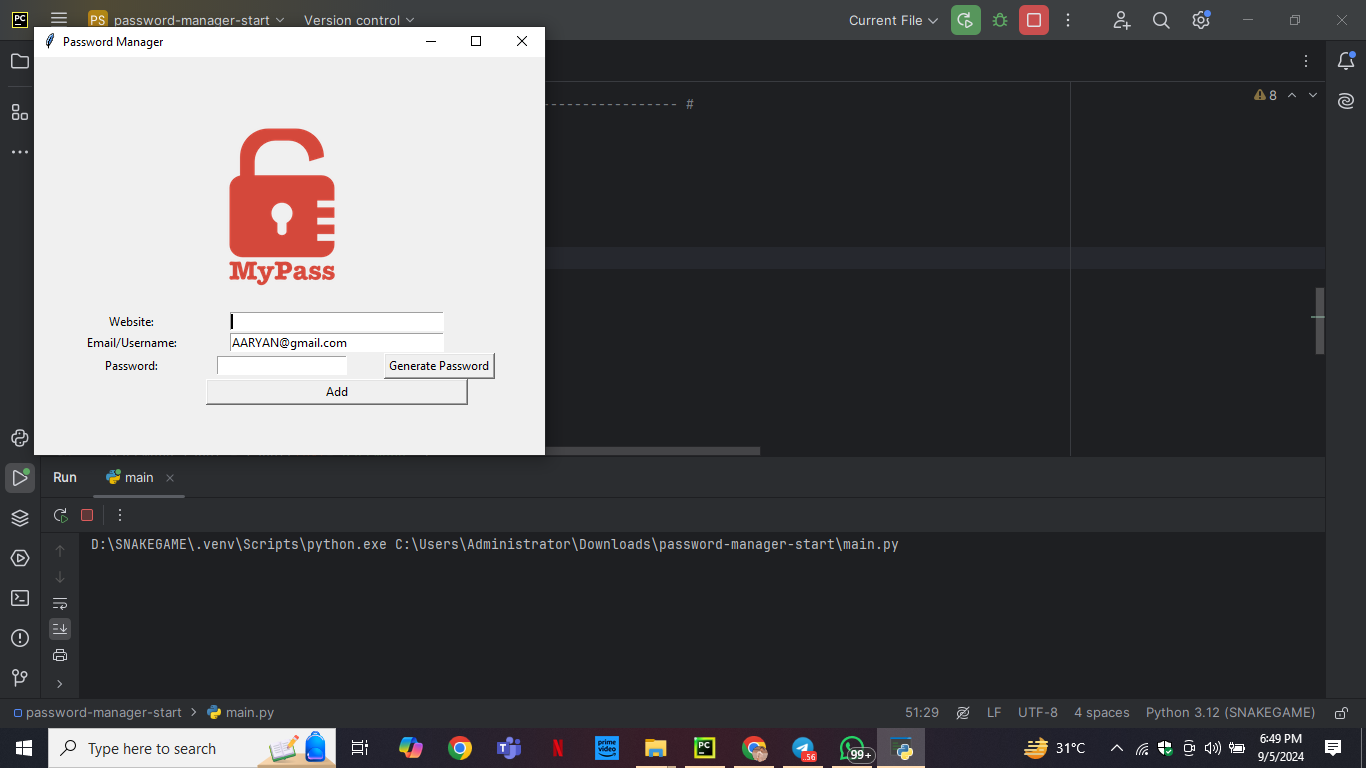 PC
PS password-manager-start
Version control
Current File
Password Manager
---------------- #
8
MyPass
Website:
Email/Username:
AARYAN@gmail.com
Password:
Generate Password
Add
Run
main
D:\SNAKEGAME\.venv\Scripts\python.exe C:\Users\Administrator\Downloads\password-manager-start\main.py
password-manager-start
main.py
51:29
LF
UTF-8
4 spaces
Python 3.12 (SNAKEGAME)
Type here to search
N
prime video
PC
.56
99+
31°C
6:49 PM
9/5/2024